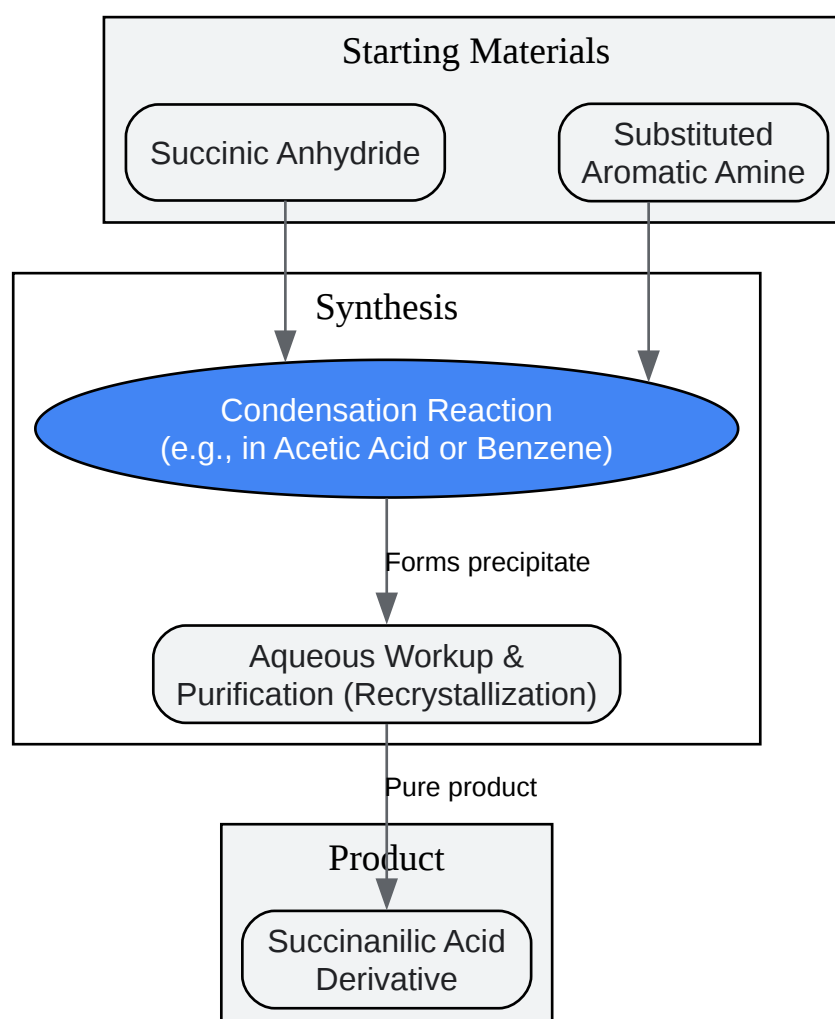 Starting Materials
Succinic Anhydride
Substituted
Aromatic Amine
Synthesis
Condensation Reaction
(e.g., in Acetic Acid or Benzene)
Forms precipitate
Aqueous Workup &
Purification (Recrystallization)
Pure product
Product
Succinanilic Acid
Derivative